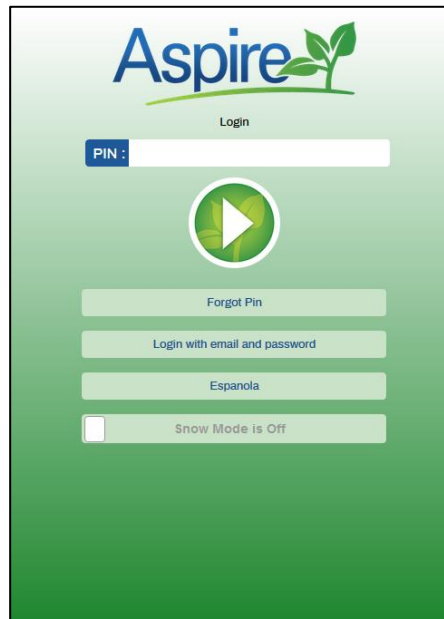 Aspire
Login
PIN :
Forgot Pin
Login with email and password
Espanola
Snow Mode is Off